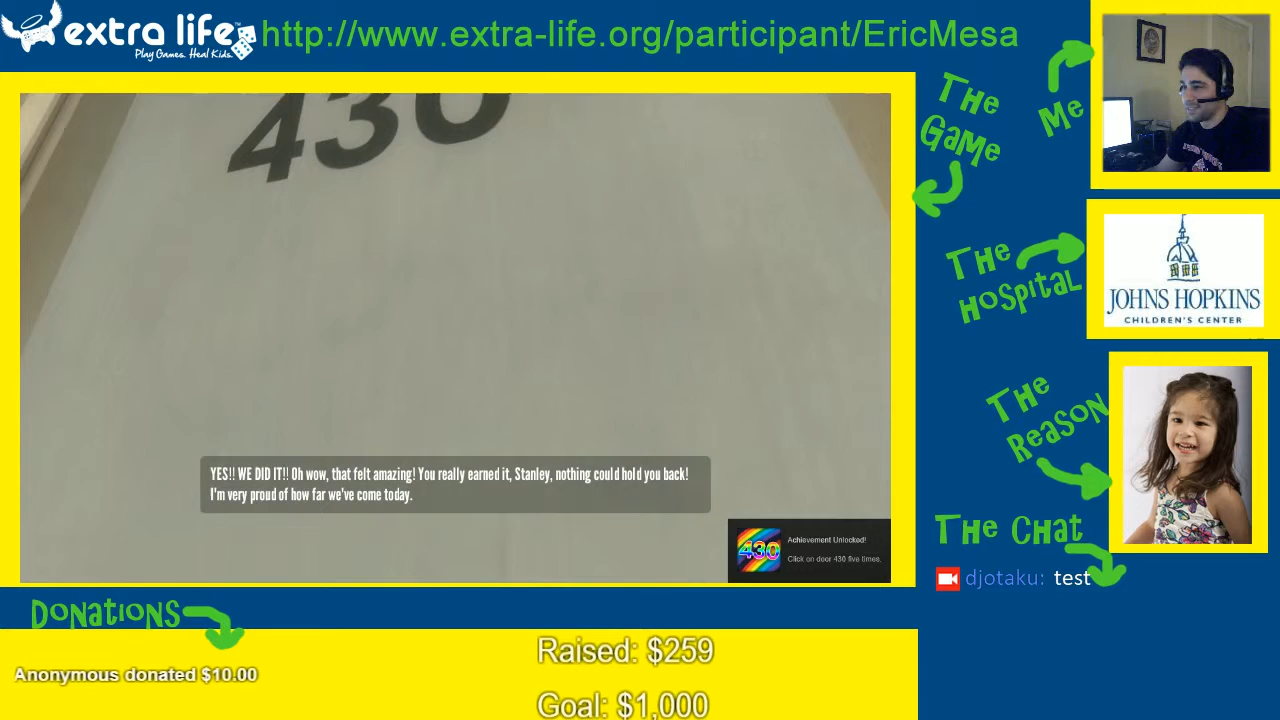 extra life
Play Games. Heal Kids.
http://www.extra-life.org/participant/EricMesa
Me
The
Game
430
The
Hospital
JOHNS HOPKINS
CHILDREN'S CENTER
The
Reason
YES!! WE DID IT!! Oh wow, that felt amazing! You really earned it, Stanley, nothing could hold you back!
I'm very proud of how far we've come today.
430
Achievement Unlocked!
Click on door 430 five times.
The Chat
djotaku: test
Donations
Anonymous donated $10.00
Raised: $259
Goal: $1,000